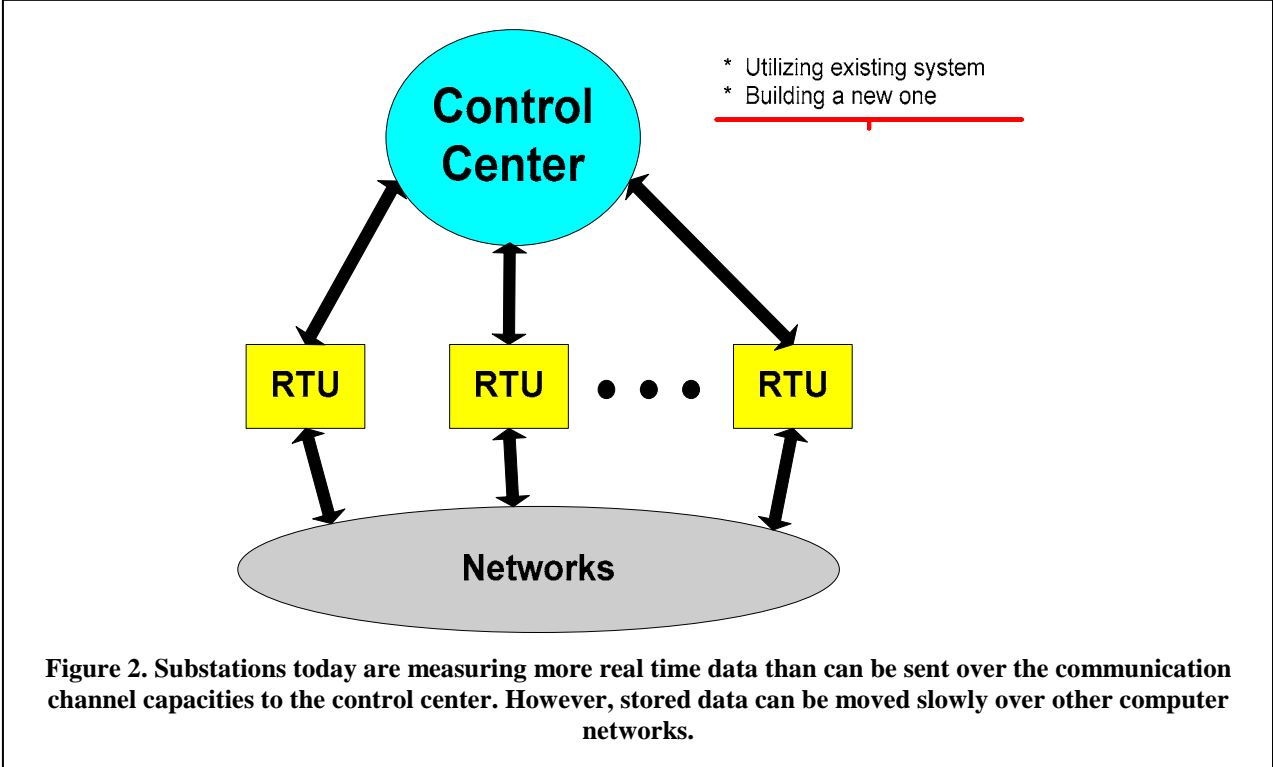 Control
Center
* Utilizing existing system
* Building a new one
RTU
RTU
RTU
Networks
Figure 2. Substations today are measuring more real time data than can be sent over the communication
channel capacities to the control center. However, stored data can be moved slowly over other computer
networks.